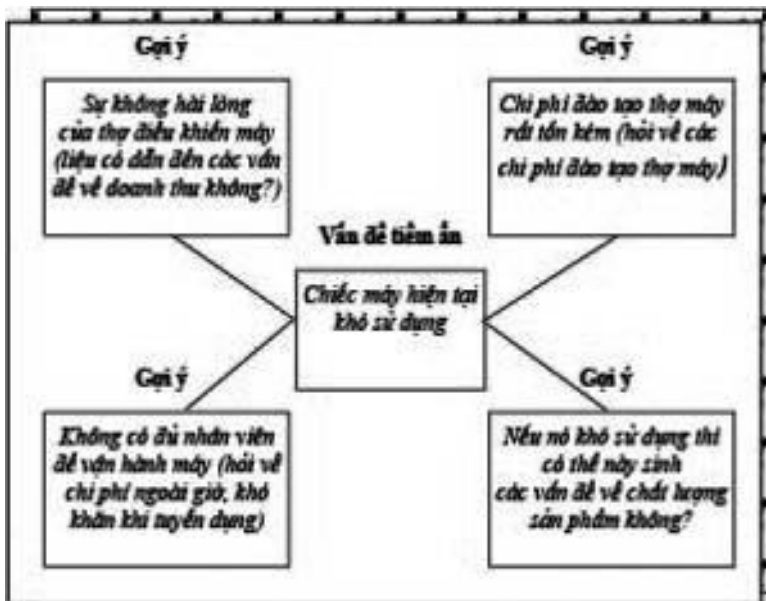 Gợi ý
Sự không hài lòng
của thợ điều khiển máy
(liệu có dẫn đến các vấn
đề về doanh thu không?)
Gợi ý
Chi phí đào tạo thợ máy
rất tốn kém (hỏi về các
chi phí đào tạo thợ máy)
Vấn đề tiềm ẩn
Chiếc máy hiện tại
khó sử dụng
Gợi ý
Không có đủ nhân viên
để vận hành máy (hỏi về
chi phí ngoài giờ, khó
khăn khi tuyển dụng)
Gợi ý
Nếu nó khó sử dụng thì
có thể nảy sinh
các vấn đề về chất lượng
sản phẩm không?